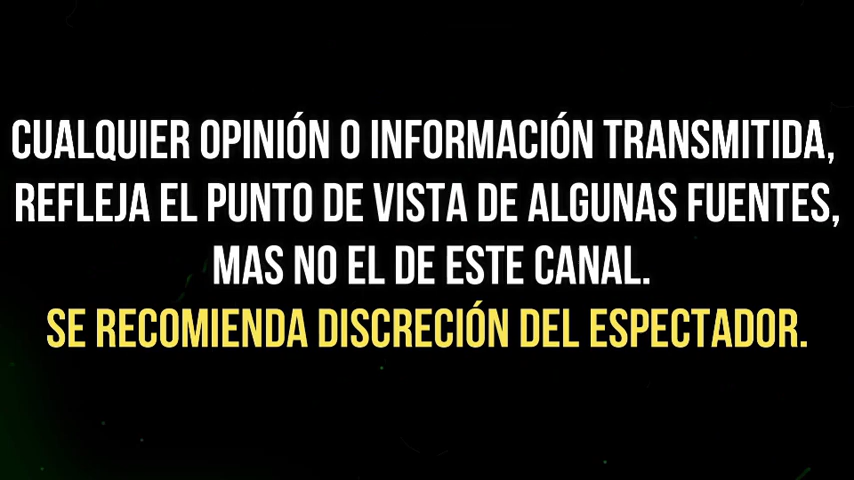 CUALQUIER OPINIÓN O INFORMACIÓN TRANSMITIDA,
REFLEJA EL PUNTO DE VISTA DE ALGUNAS FUENTES,
MAS NO EL DE ESTE CANAL.
SE RECOMIENDA DISCRECIÓN DEL ESPECTADOR.